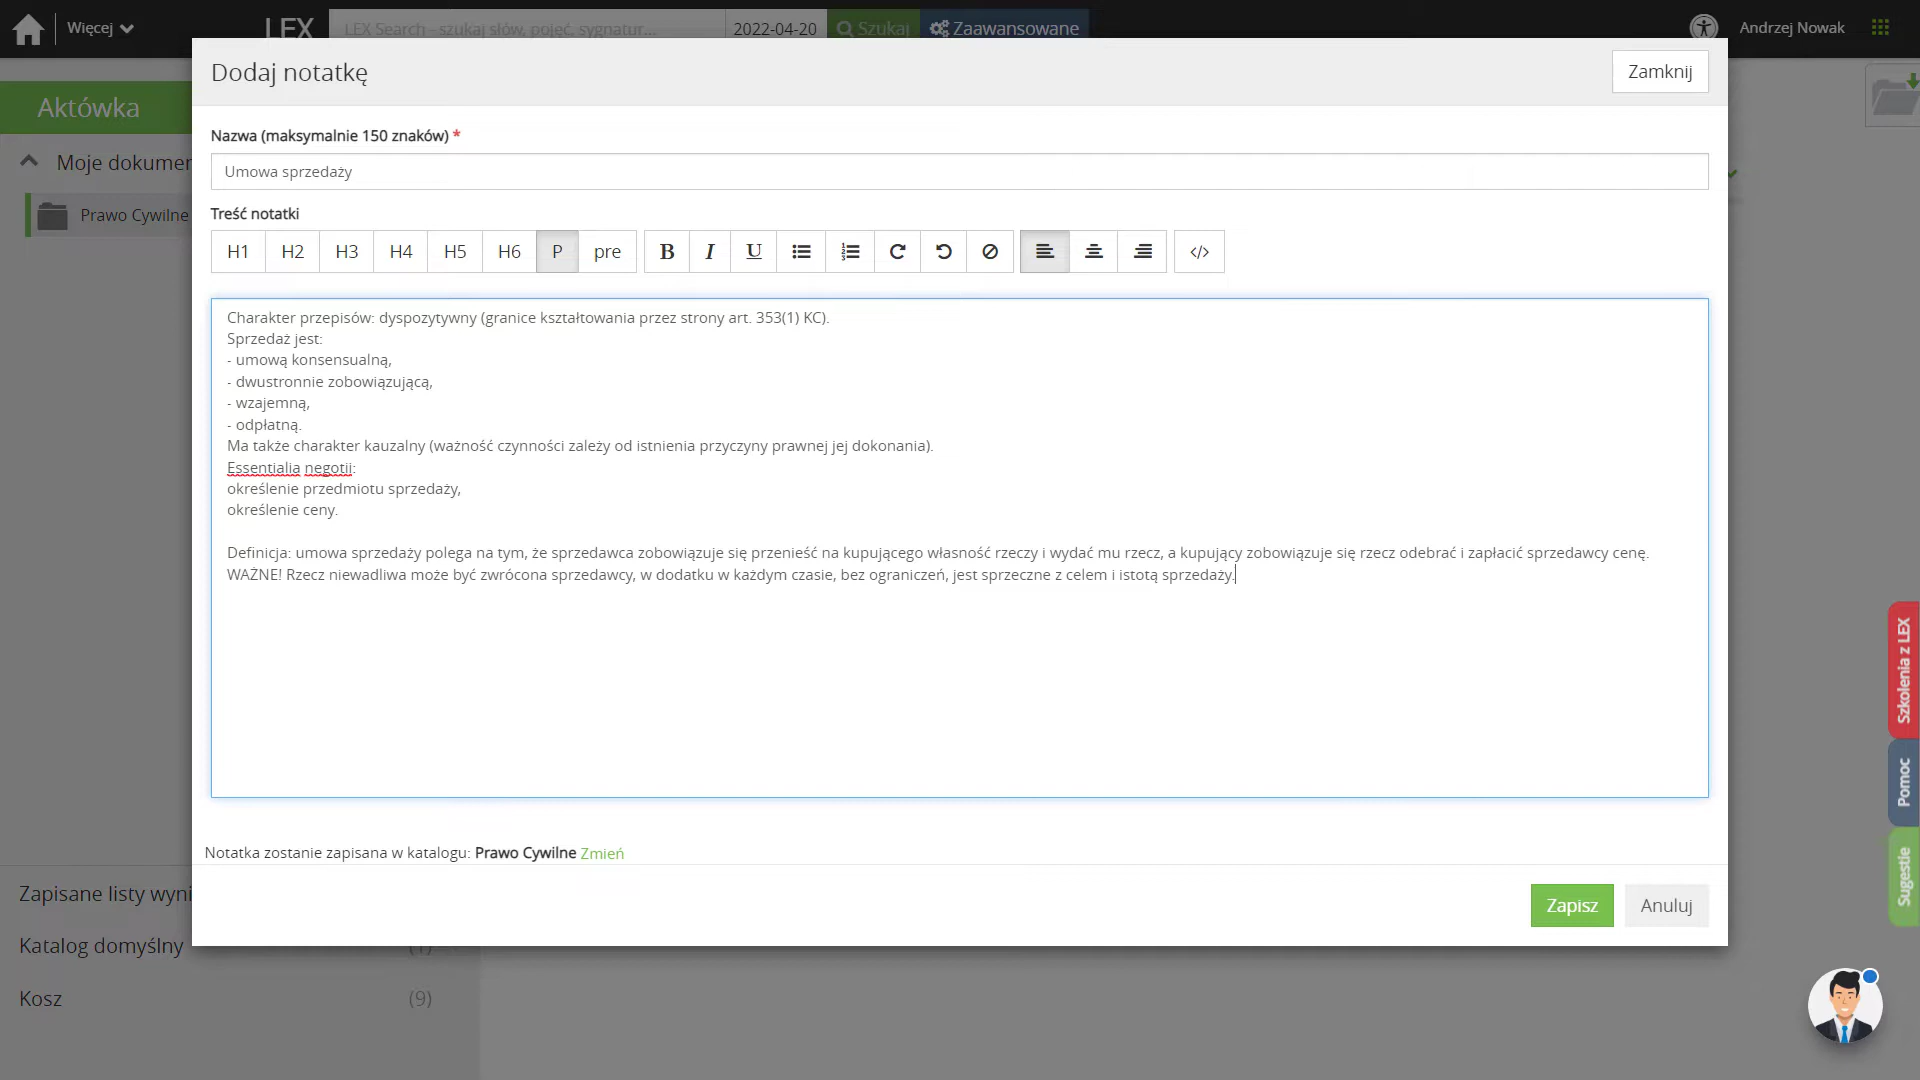 Więcej
LEX
LEX Search - szukaj słów, pojęć, sygnatur...
2022-04-20
Szukaj
Zaawansowane
Andrzej Nowak
Dodaj notatkę
Zamknij
Aktówka
Nazwa (maksymalnie 150 znaków) *
Moje dokumen
Umowa sprzedaży
Prawo Cywilne
Treść notatki
H1 H2 H3 H4 H5 H6 P pre B I U </>
Charakter przepisów: dyspozytywny (granice kształtowania przez strony art. 353(1) KC).
Sprzedaż jest:
- umową konsensualną,
- dwustronnie zobowiązującą,
- wzajemną,
- odpłatną.
Ma także charakter kauzalny (ważność czynności zależy od istnienia przyczyny prawnej jej dokonania).
Essentialia negotii:
określenie przedmiotu sprzedaży,
określenie ceny.
Definicja: umowa sprzedaży polega na tym, że sprzedawca zobowiązuje się przenieść na kupującego własność rzeczy i wydać mu rzecz, a kupujący zobowiązuje się rzecz odebrać i zapłacić sprzedawcy cenę.
WAŻNE! Rzecz niewadliwa może być zwrócona sprzedawcy, w dodatku w każdym czasie, bez ograniczeń, jest sprzeczne z celem i istotą sprzedaży.
Szkolenia z LEX
Pomoc
Sugestie
Notatka zostanie zapisana w katalogu: Prawo Cywilne Zmień
Zapisane listy wyni
Zapisz
Anuluj
Katalog domyślny (1)
Kosz (9)